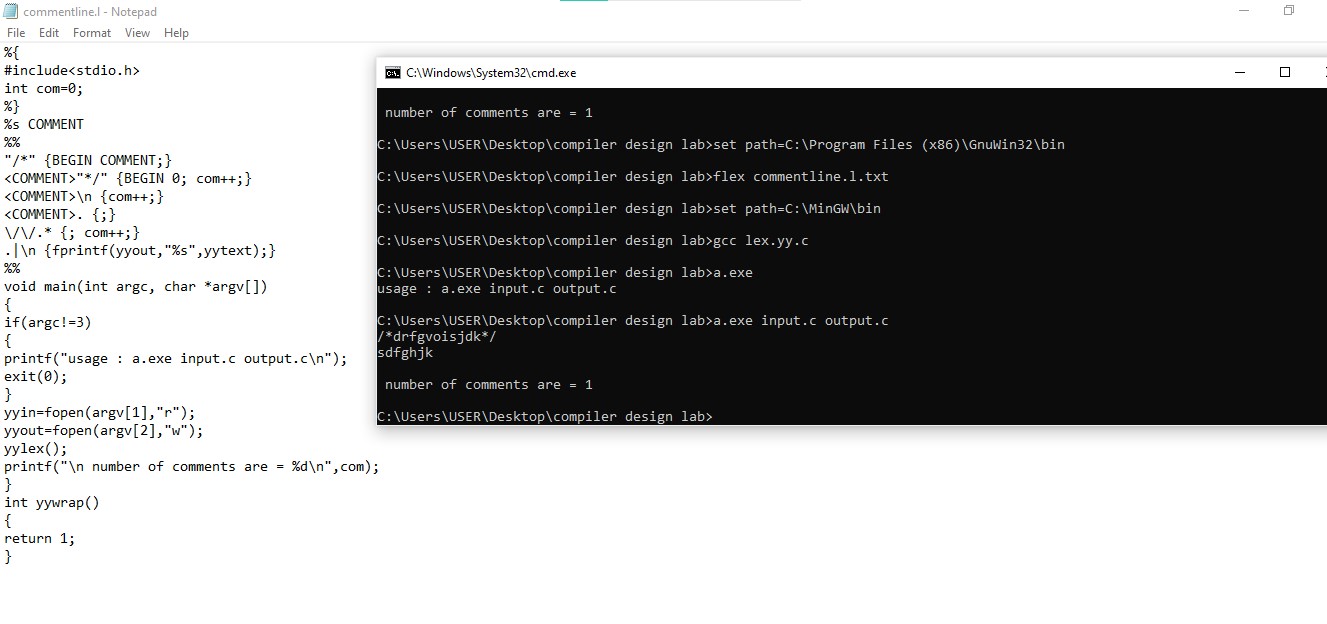 commentline.l - Notepad
File Edit Format View Help
%{
#include<stdio.h>
int com=0;
%}
%s COMMENT
%%
"/*" {BEGIN COMMENT;}
<COMMENT>"*/" {BEGIN 0; com++;}
<COMMENT>\n {com++;}
<COMMENT>. {;}
\/\/.* {; com++;}
.|\n {fprintf(yyout,"%s",yytext);}
%%
void main(int argc, char *argv[])
{
if(argc!=3)
{
printf("usage : a.exe input.c output.c\n");
exit(0);
}
yyin=fopen(argv[1],"r");
yyout=fopen(argv[2],"w");
yylex();
printf("\n number of comments are = %d\n",com);
}
int yywrap()
{
return 1;
}
C:\Windows\System32\cmd.exe
number of comments are = 1
C:\Users\USER\Desktop\compiler design lab>set path=C:\Program Files (x86)\GnuWin32\bin
C:\Users\USER\Desktop\compiler design lab>flex commentline.l.txt
C:\Users\USER\Desktop\compiler design lab>set path=C:\MinGW\bin
C:\Users\USER\Desktop\compiler design lab>gcc lex.yy.c
C:\Users\USER\Desktop\compiler design lab>a.exe
usage : a.exe input.c output.c
C:\Users\USER\Desktop\compiler design lab>a.exe input.c output.c
/*drfgvoisjdk*/
sdfghjk
number of comments are = 1
C:\Users\USER\Desktop\compiler design lab>